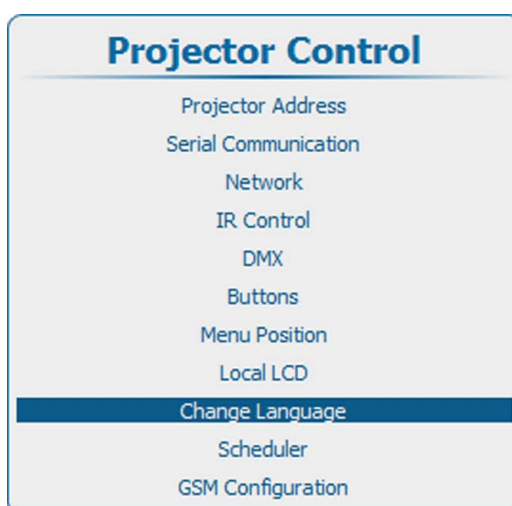 Projector Control
Projector Address
Serial Communication
Network
IR Control
DMX
Buttons
Menu Position
Local LCD
Change Language
Scheduler
GSM Configuration